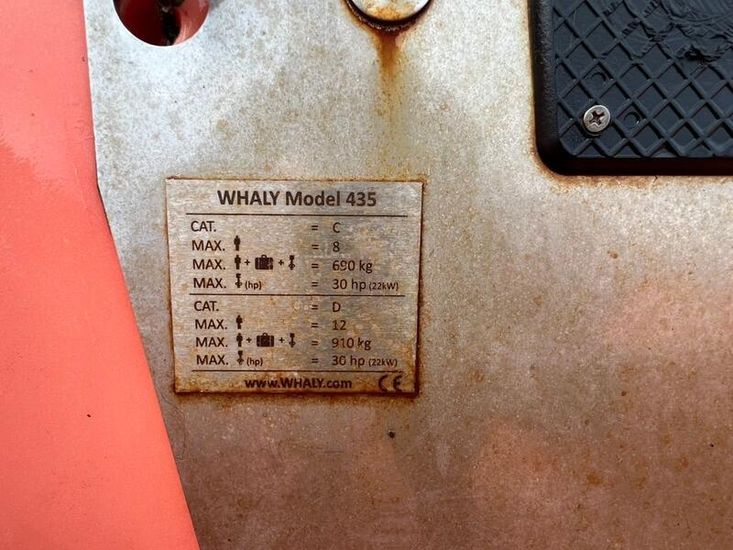 WHALY Model 435
CAT. = C
MAX. = 8
MAX. + + = 690 kg
MAX. (hp) = 30 hp (22kW)
CAT. = D
MAX. = 12
MAX. + + = 910 kg
MAX. (hp) = 30 hp (22kW)
www.WHALY.com CE